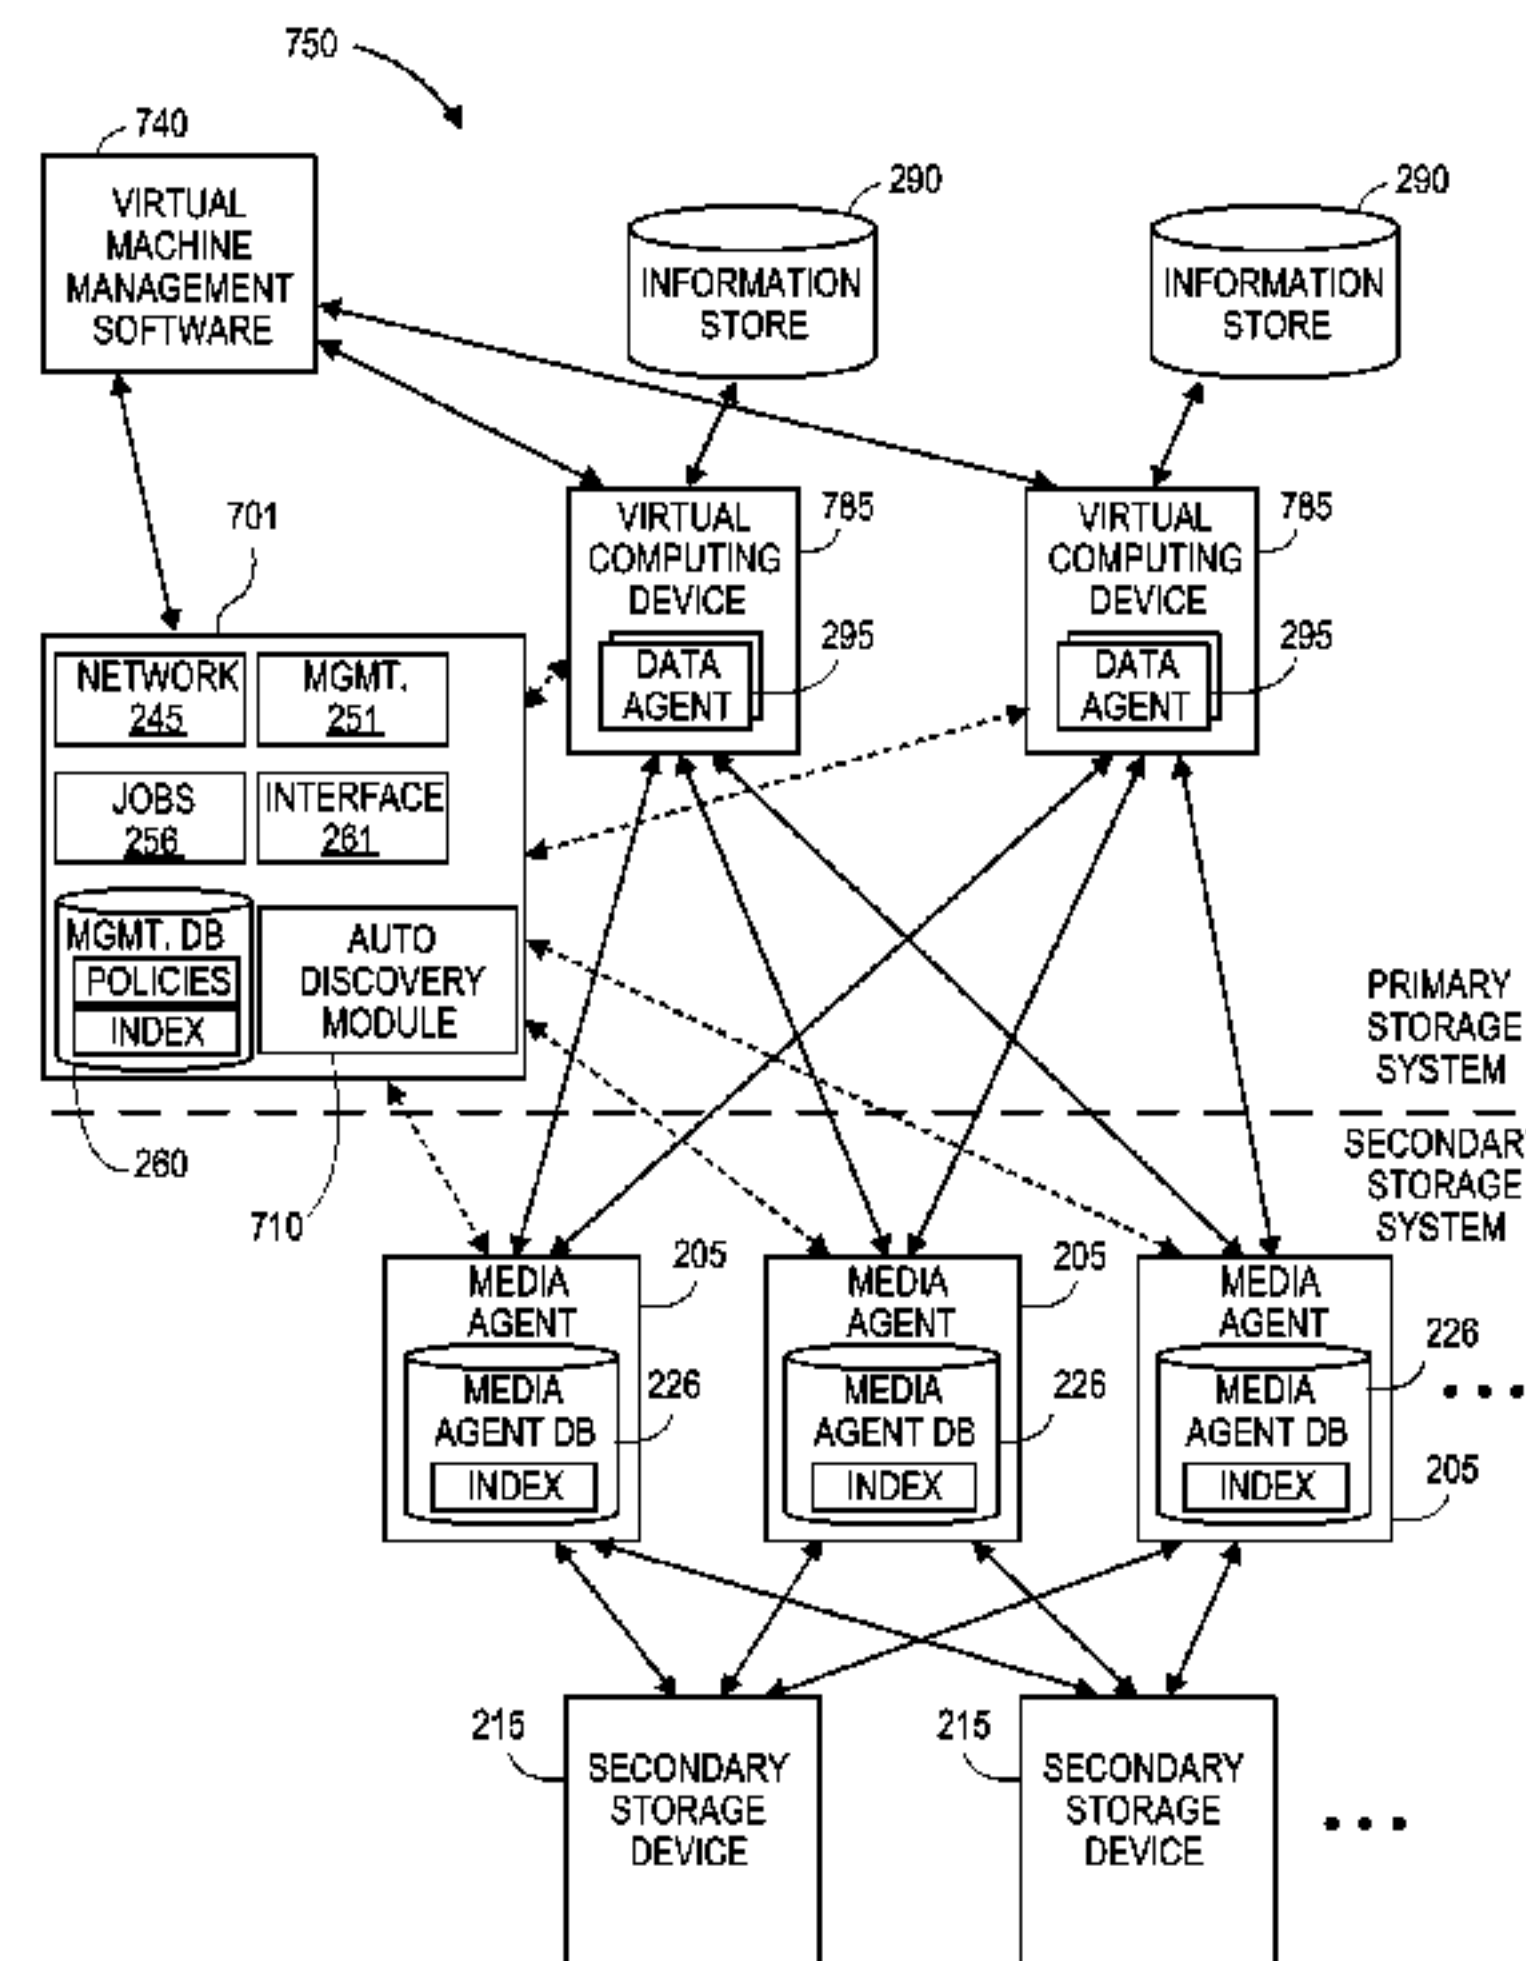 750
740
VIRTUAL
MACHINE
MANAGEMENT
SOFTWARE
290
INFORMATION
STORE
290
INFORMATION
STORE
701
NETWORK
245
MGMT.
251
JOBS
256
INTERFACE
261
MGMT. DB
POLICIES
INDEX
AUTO
DISCOVERY
MODULE
260
710
VIRTUAL
COMPUTING
DEVICE
785
DATA
AGENT
295
VIRTUAL
COMPUTING
DEVICE
785
DATA
AGENT
295
PRIMARY
STORAGE
SYSTEM
SECONDAR
STORAGE
SYSTEM
MEDIA
AGENT
205
MEDIA
AGENT DB
226
INDEX
MEDIA
AGENT
205
MEDIA
AGENT DB
226
INDEX
MEDIA
AGENT
226
MEDIA
AGENT DB
INDEX
205
215
SECONDARY
STORAGE
DEVICE
215
SECONDARY
STORAGE
DEVICE